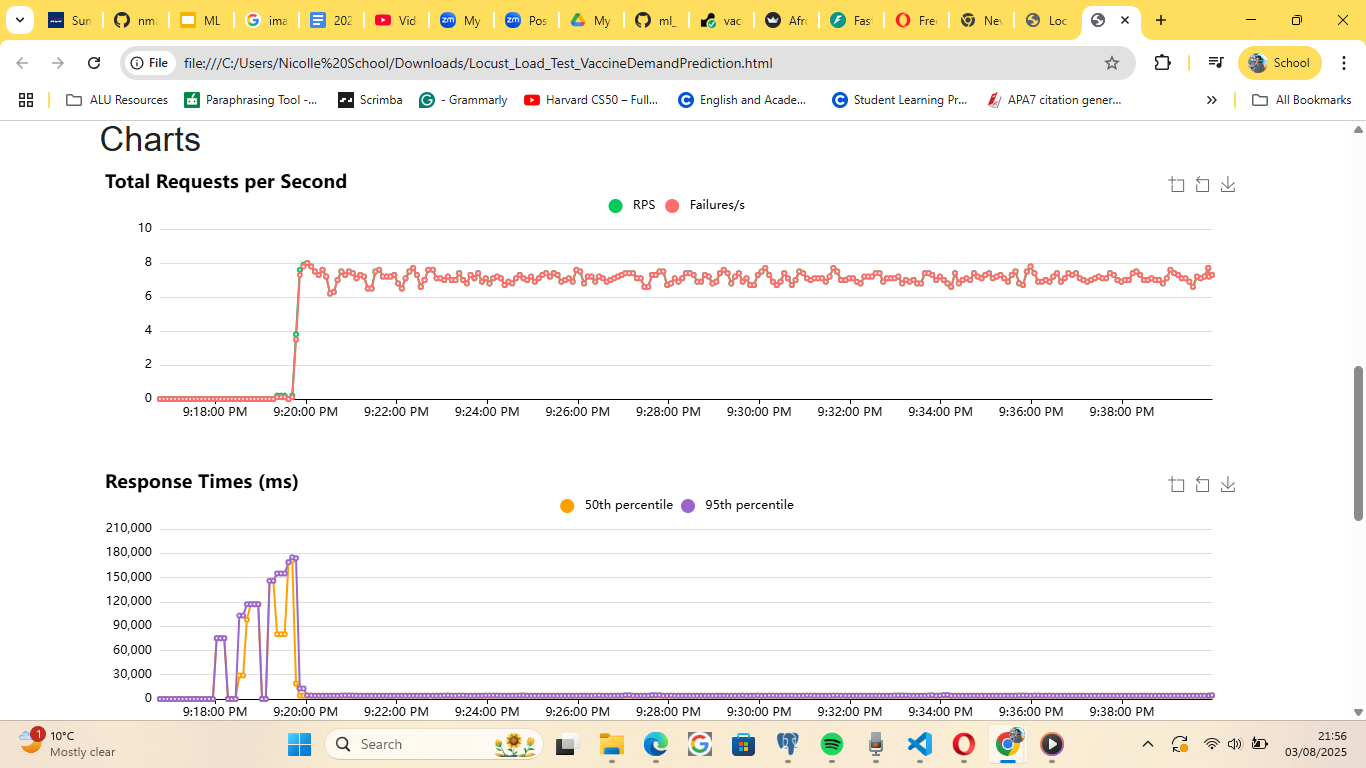 Sun
nma
ML
ima
202
Vid
My
Pos
My
ml_
vac
Afro
Fast
Free
Nev
Loc
File
file:///C:/Users/Nicolle%20School/Downloads/Locust_Load_Test_VaccineDemandPrediction.html
School
ALU Resources
Paraphrasing Tool -...
Scrimba
- Grammarly
Harvard CS50 – Full...
English and Acade...
Student Learning Pr...
APA7 citation gener...
All Bookmarks
Charts
Total Requests per Second
RPS Failures/s
10
8
6
4
2
0
9:18:00 PM 9:20:00 PM 9:22:00 PM 9:24:00 PM 9:26:00 PM 9:28:00 PM 9:30:00 PM 9:32:00 PM 9:34:00 PM 9:36:00 PM 9:38:00 PM
Response Times (ms)
50th percentile 95th percentile
210,000
180,000
150,000
120,000
90,000
60,000
30,000
0
9:18:00 PM 9:20:00 PM 9:22:00 PM 9:24:00 PM 9:26:00 PM 9:28:00 PM 9:30:00 PM 9:32:00 PM 9:34:00 PM 9:36:00 PM 9:38:00 PM
1
10°C
Mostly clear
Search
21:56
03/08/2025